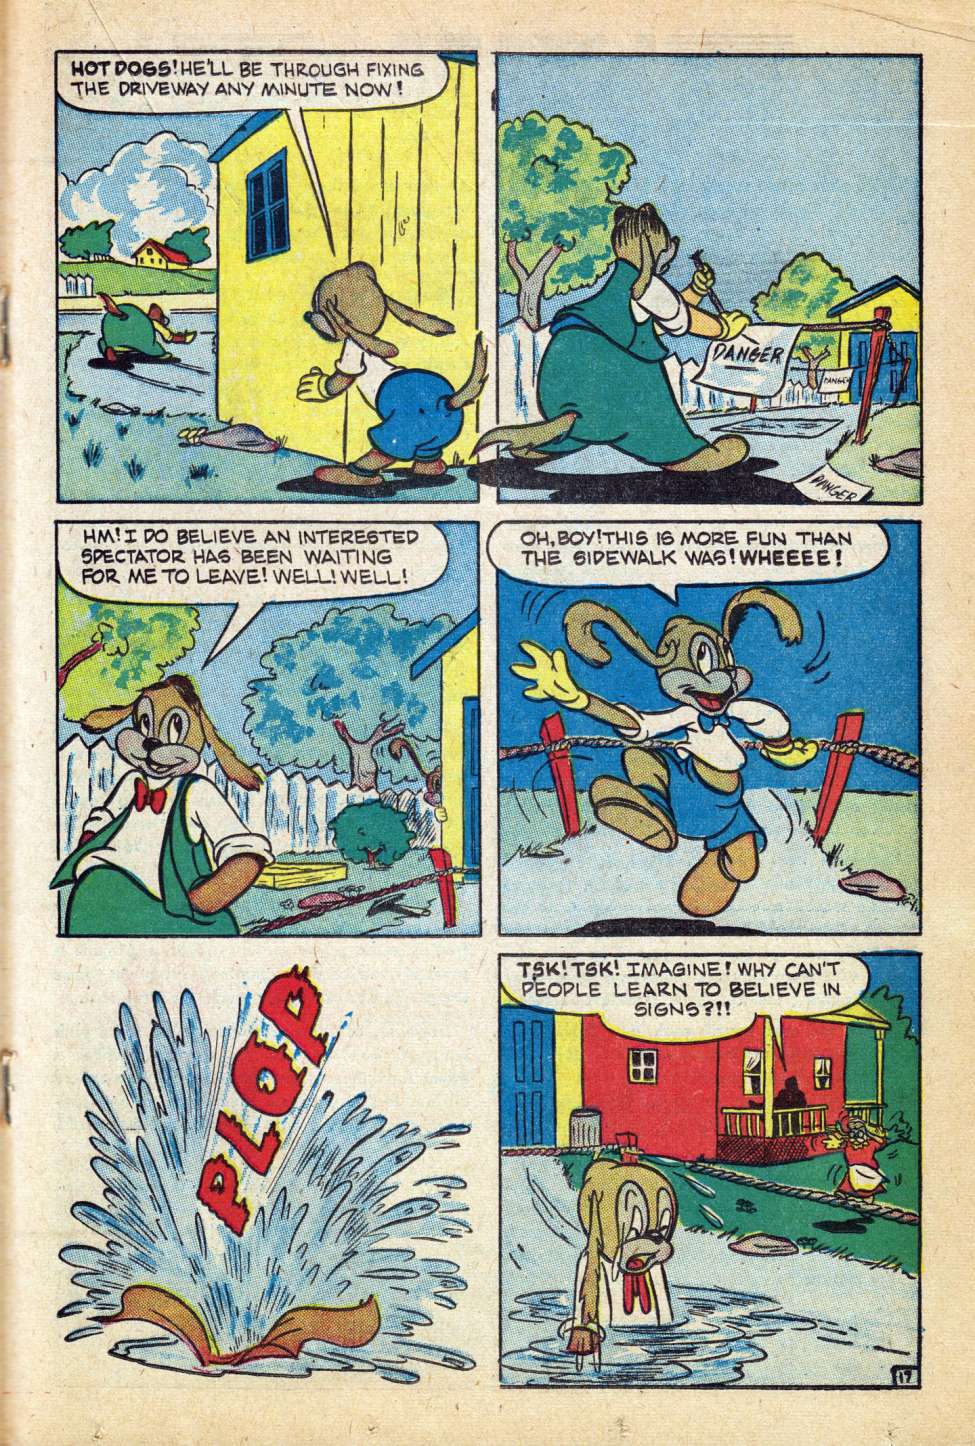 HOT DOGS! HE'LL BE THROUGH FIXING
THE DRIVEWAY ANY MINUTE NOW!
DANGER
DANGER
DANGER
HM! I DO BELIEVE AN INTERESTED
SPECTATOR HAS BEEN WAITING
FOR ME TO LEAVE! WELL! WELL!
OH, BOY! THIS IS MORE FUN THAN
THE SIDEWALK WAS! WHEEEE!
PLOP
TSK! TSK! IMAGINE! WHY CAN'T
PEOPLE LEARN TO BELIEVE IN
SIGNS?!!
17